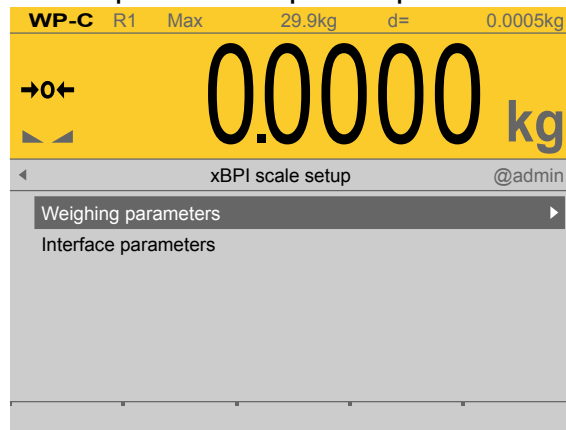 WP-C R1 Max 29.9kg d= 0.0005kg
→0←
0.0000 kg
xBPI scale setup @admin
Weighing parameters
Interface parameters